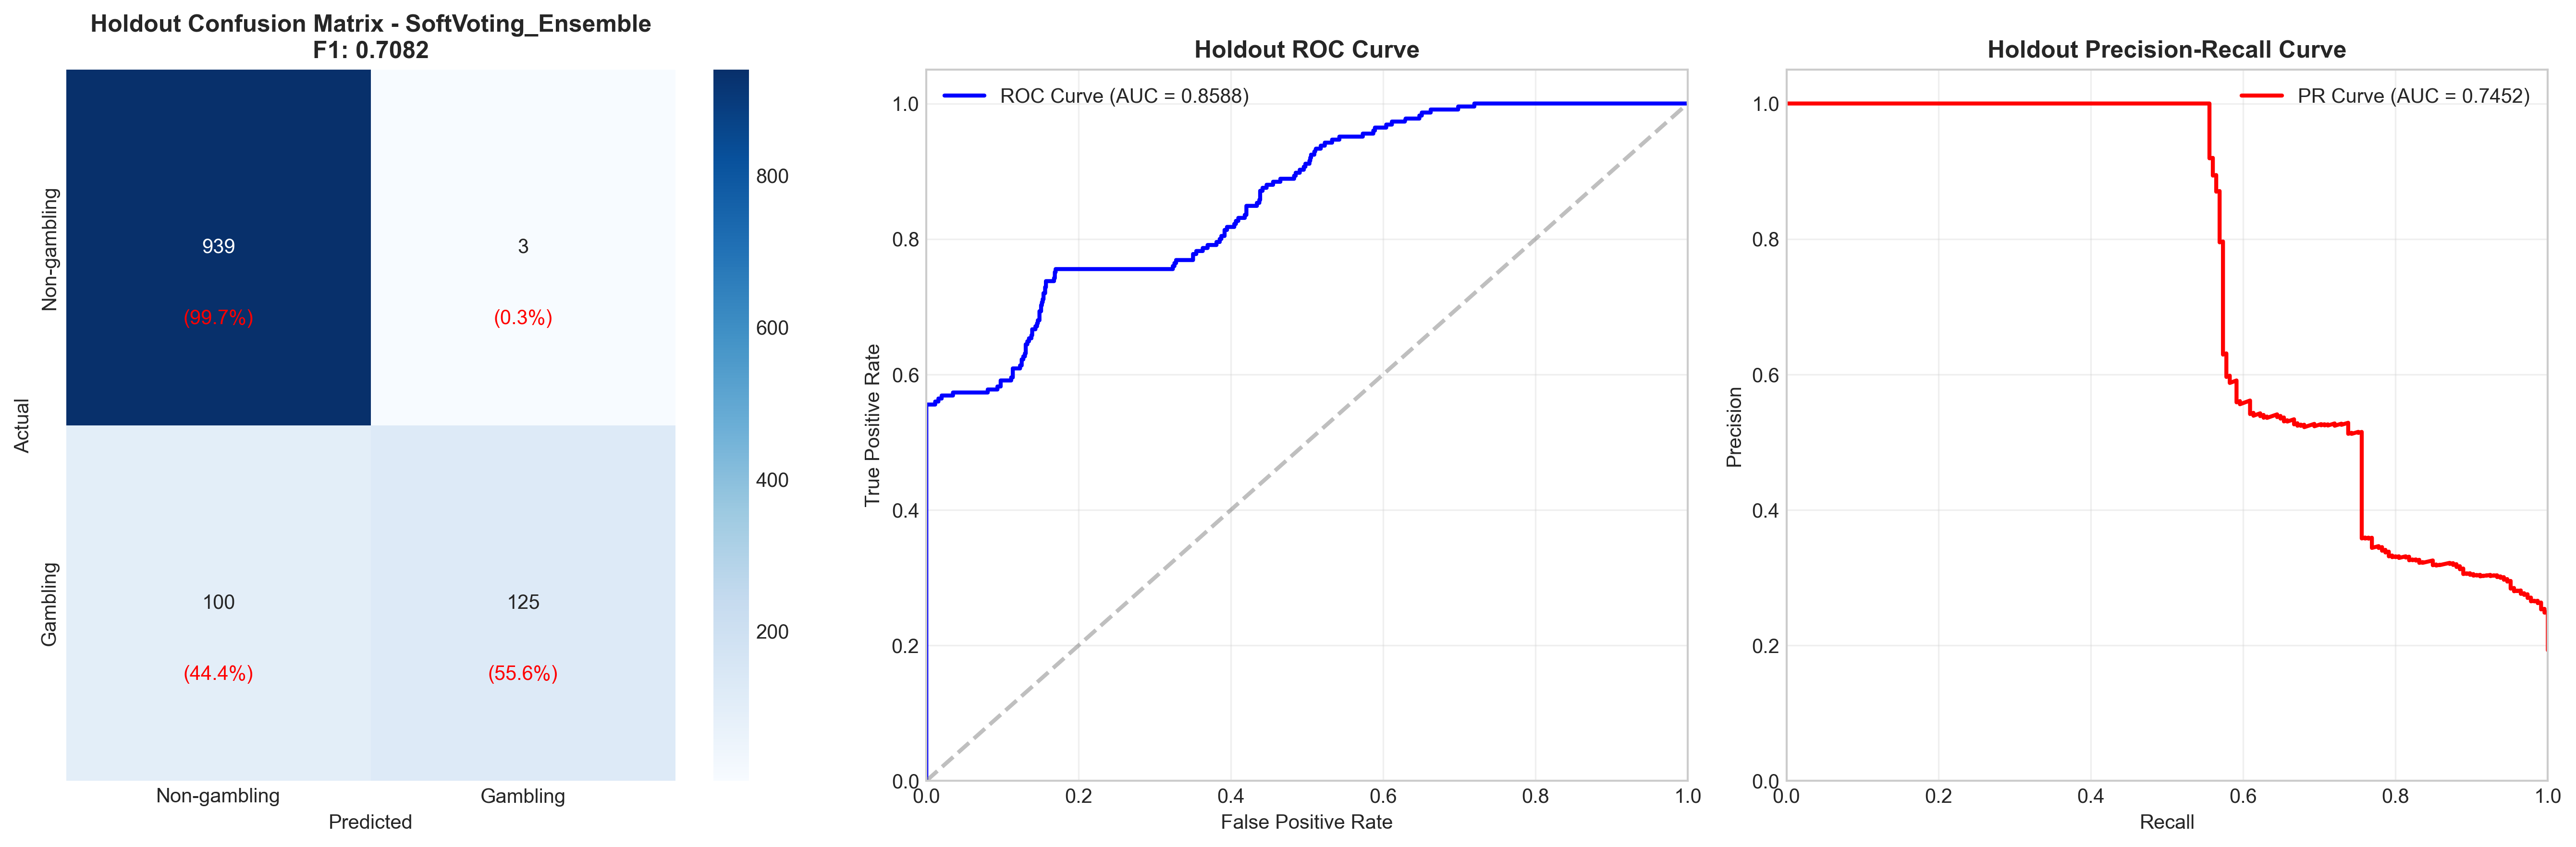 Holdout Confusion Matrix - SoftVoting_Ensemble
F1: 0.7082
Non-gambling
Gambling
Actual
939
(99.7%)
3
(0.3%)
100
(44.4%)
125
(55.6%)
Non-gambling
Gambling
Predicted
800
600
400
200
Holdout ROC Curve
ROC Curve (AUC = 0.8588)
True Positive Rate
1.0
0.8
0.6
0.4
0.2
0.0
0.0
0.2
0.4
0.6
0.8
1.0
False Positive Rate
Holdout Precision-Recall Curve
PR Curve (AUC = 0.7452)
Precision
1.0
0.8
0.6
0.4
0.2
0.0
0.0
0.2
0.4
0.6
0.8
1.0
Recall